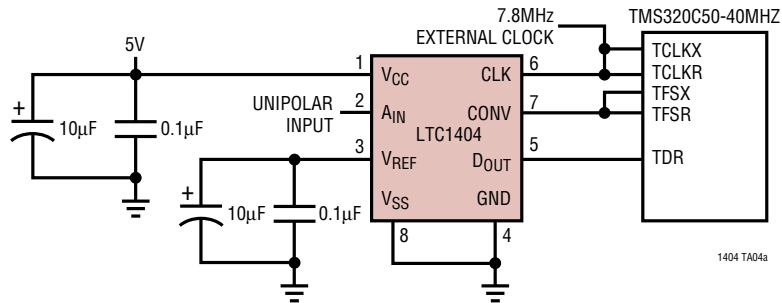 7.8MHz
EXTERNAL CLOCK
TMS320C50-40MHZ
5V
1
VCC
CLK
6
TCLKX
TCLKR
TFSX
TFSR
+
10µF
0.1µF
UNIPOLAR
INPUT
2
AIN
CONV
7
LTC1404
3
VREF
DOUT
5
TDR
+
10µF
0.1µF
VSS
GND
8
4
1404 TA04a